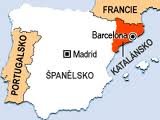 FRANCIE
Barcelona
Madrid
KATALÁNSKO
PORTUGALSKO
ŠPANĚLSKO